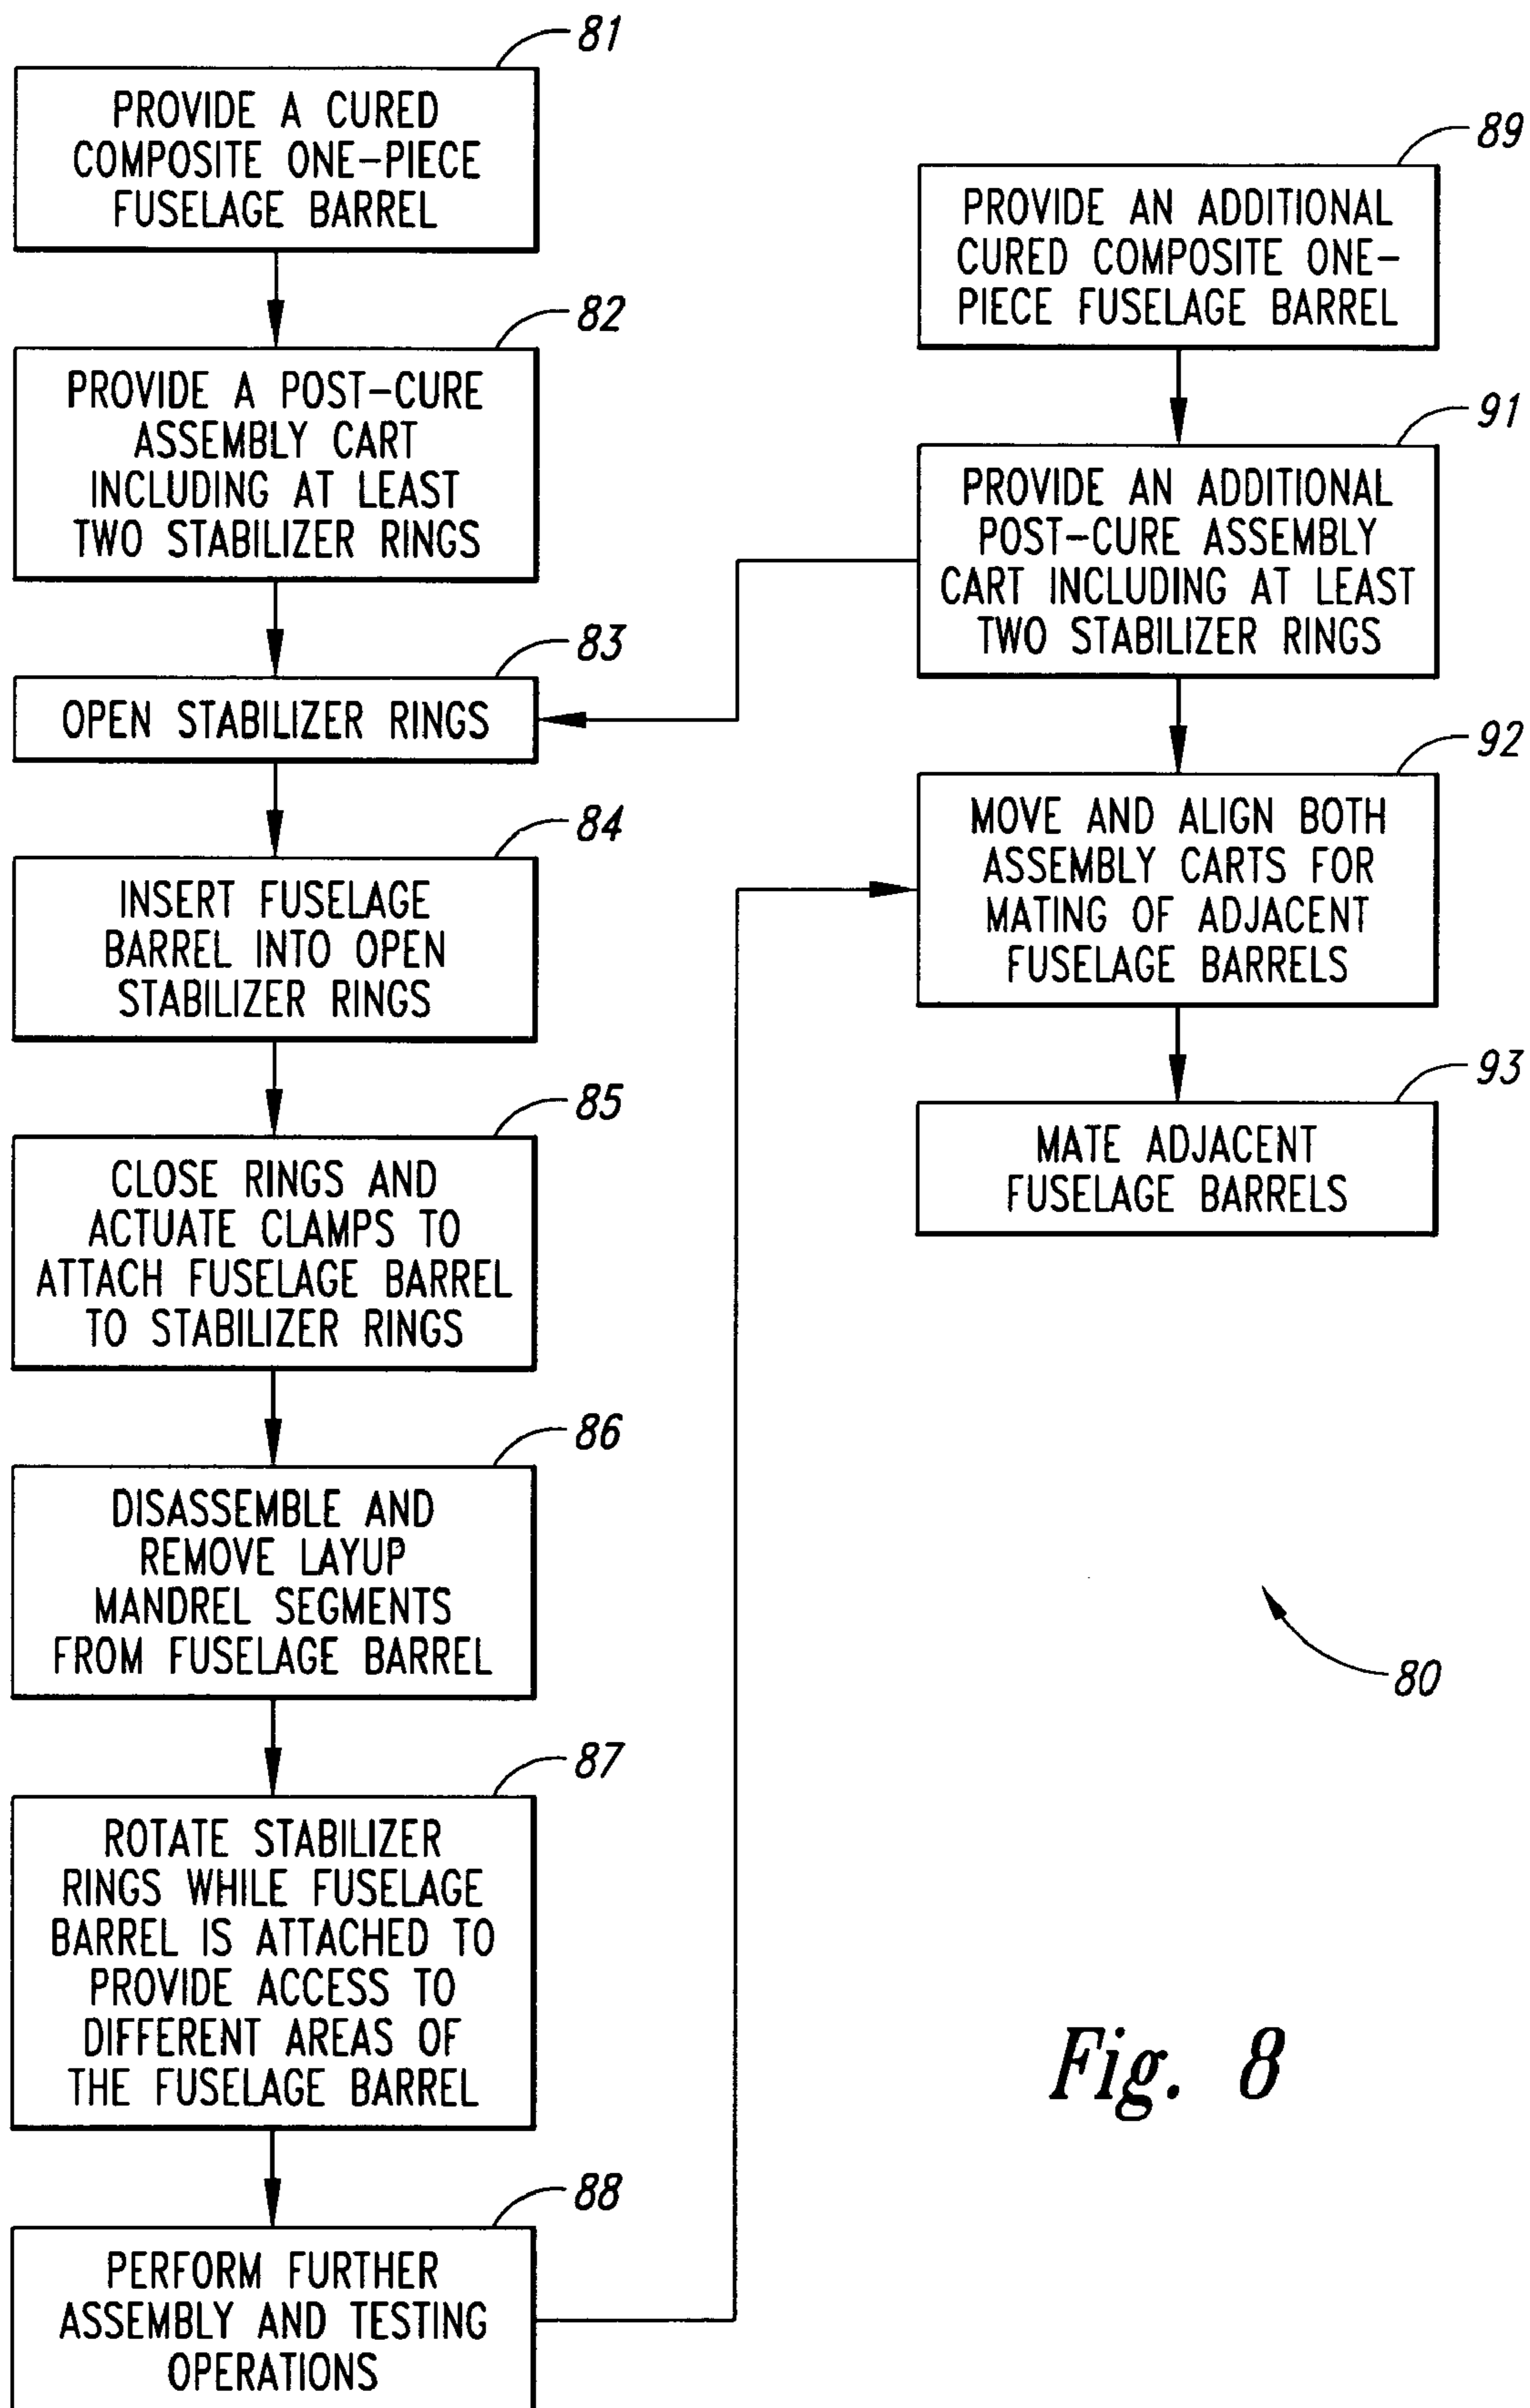 81
PROVIDE A CURED
COMPOSITE ONE-PIECE
FUSELAGE BARREL
82
PROVIDE A POST-CURE
ASSEMBLY CART
INCLUDING AT LEAST
TWO STABILIZER RINGS
83
OPEN STABILIZER RINGS
84
INSERT FUSELAGE
BARREL INTO OPEN
STABILIZER RINGS
85
CLOSE RINGS AND
ACTUATE CLAMPS TO
ATTACH FUSELAGE BARREL
TO STABILIZER RINGS
86
DISASSEMBLE AND
REMOVE LAYUP
MANDREL SEGMENTS
FROM FUSELAGE BARREL
87
ROTATE STABILIZER
RINGS WHILE FUSELAGE
BARREL IS ATTACHED TO
PROVIDE ACCESS TO
DIFFERENT AREAS OF
THE FUSELAGE BARREL
88
PERFORM FURTHER
ASSEMBLY AND TESTING
OPERATIONS
89
PROVIDE AN ADDITIONAL
CURED COMPOSITE ONE-
PIECE FUSELAGE BARREL
91
PROVIDE AN ADDITIONAL
POST-CURE ASSEMBLY
CART INCLUDING AT LEAST
TWO STABILIZER RINGS
92
MOVE AND ALIGN BOTH
ASSEMBLY CARTS FOR
MATING OF ADJACENT
FUSELAGE BARRELS
93
MATE ADJACENT
FUSELAGE BARRELS
80
Fig. 8